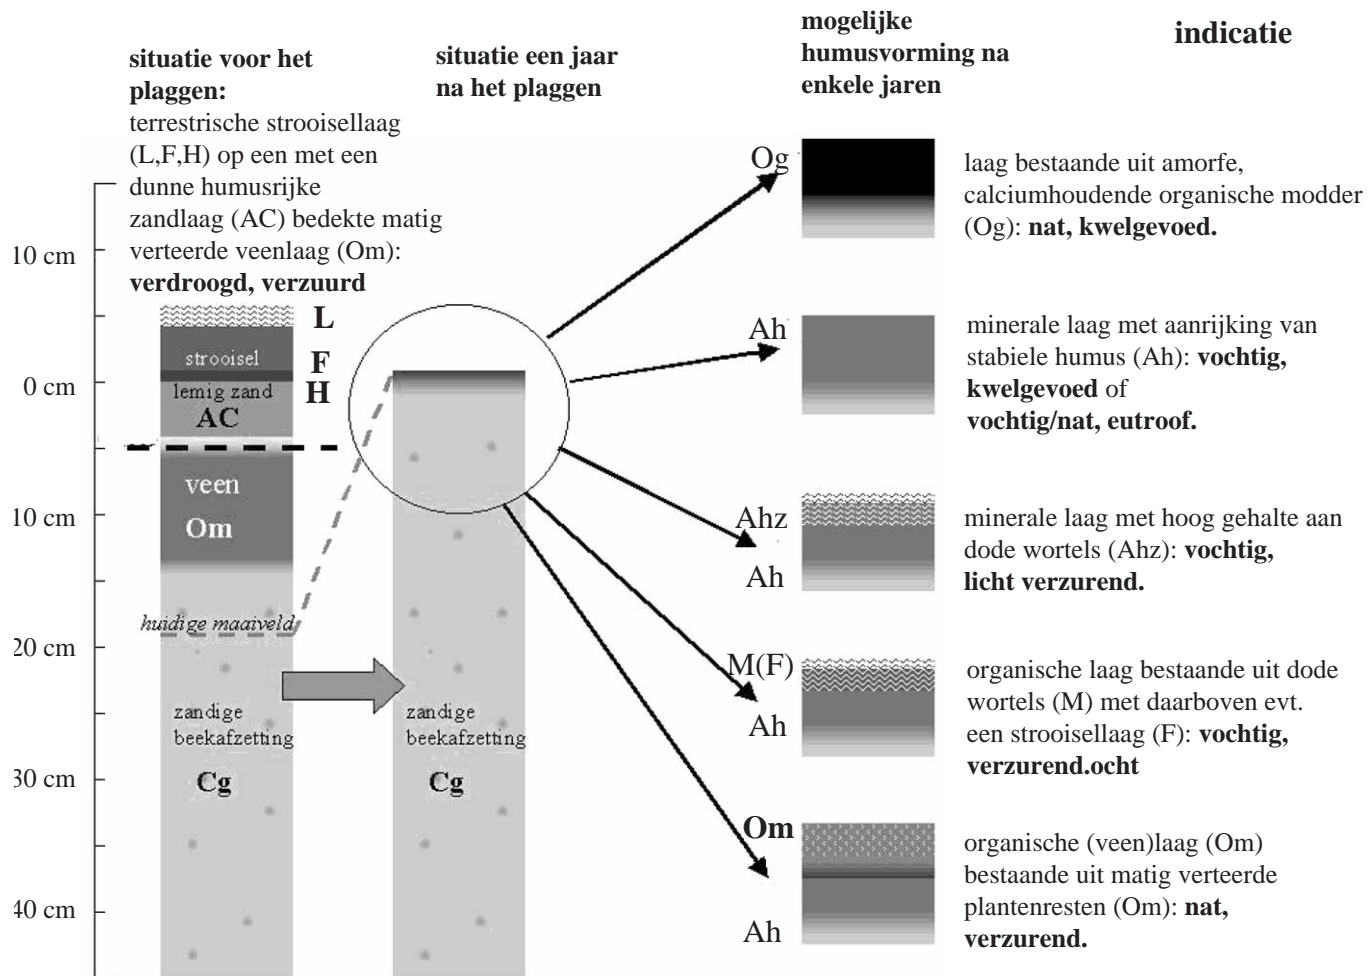 situatie voor het
plaggen:
terrestrische strooisellaag
(L,F,H) op een met een
dunne humusrijke
zandlaag (AC) bedekte matig
verteerde veenlaag (Om):
verdroogd, verzuurd
situatie een jaar
na het plaggen
mogelijke
humusvorming na
enkele jaren
indicatie
10 cm
0 cm
10 cm
20 cm
30 cm
40 cm
L
strooisel
F
H
lemig zand
AC
veen
Om
huidige maaiveld
zandige
beekafzetting
Cg
zandige
beekafzetting
Cg
Og
laag bestaande uit amorfe,
calciumhoudende organische modder
(Og): nat, kwelgevoed.
Ah
minerale laag met aanrijking van
stabiele humus (Ah): vochtig,
kwelgevoed of
vochtig/nat, eutroof.
Ahz
Ah
minerale laag met hoog gehalte aan
dode wortels (Ahz): vochtig,
licht verzurend.
M(F)
Ah
organische laag bestaande uit dode
wortels (M) met daarboven evt.
een strooisellaag (F): vochtig,
verzurend.ocht
Om
Ah
organische (veen)laag (Om)
bestaande uit matig verteerde
plantenresten (Om): nat,
verzurend.